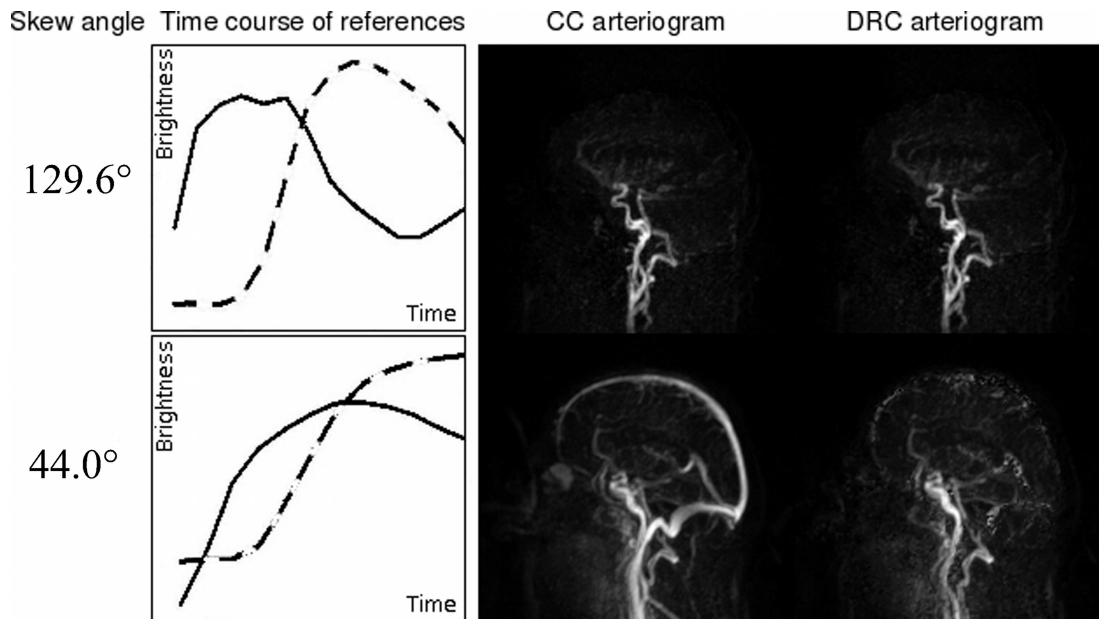 Skew angle
Time course of references
CC arteriogram
DRC arteriogram
129.6°
Brightness
Time
44.0°
Brightness
Time